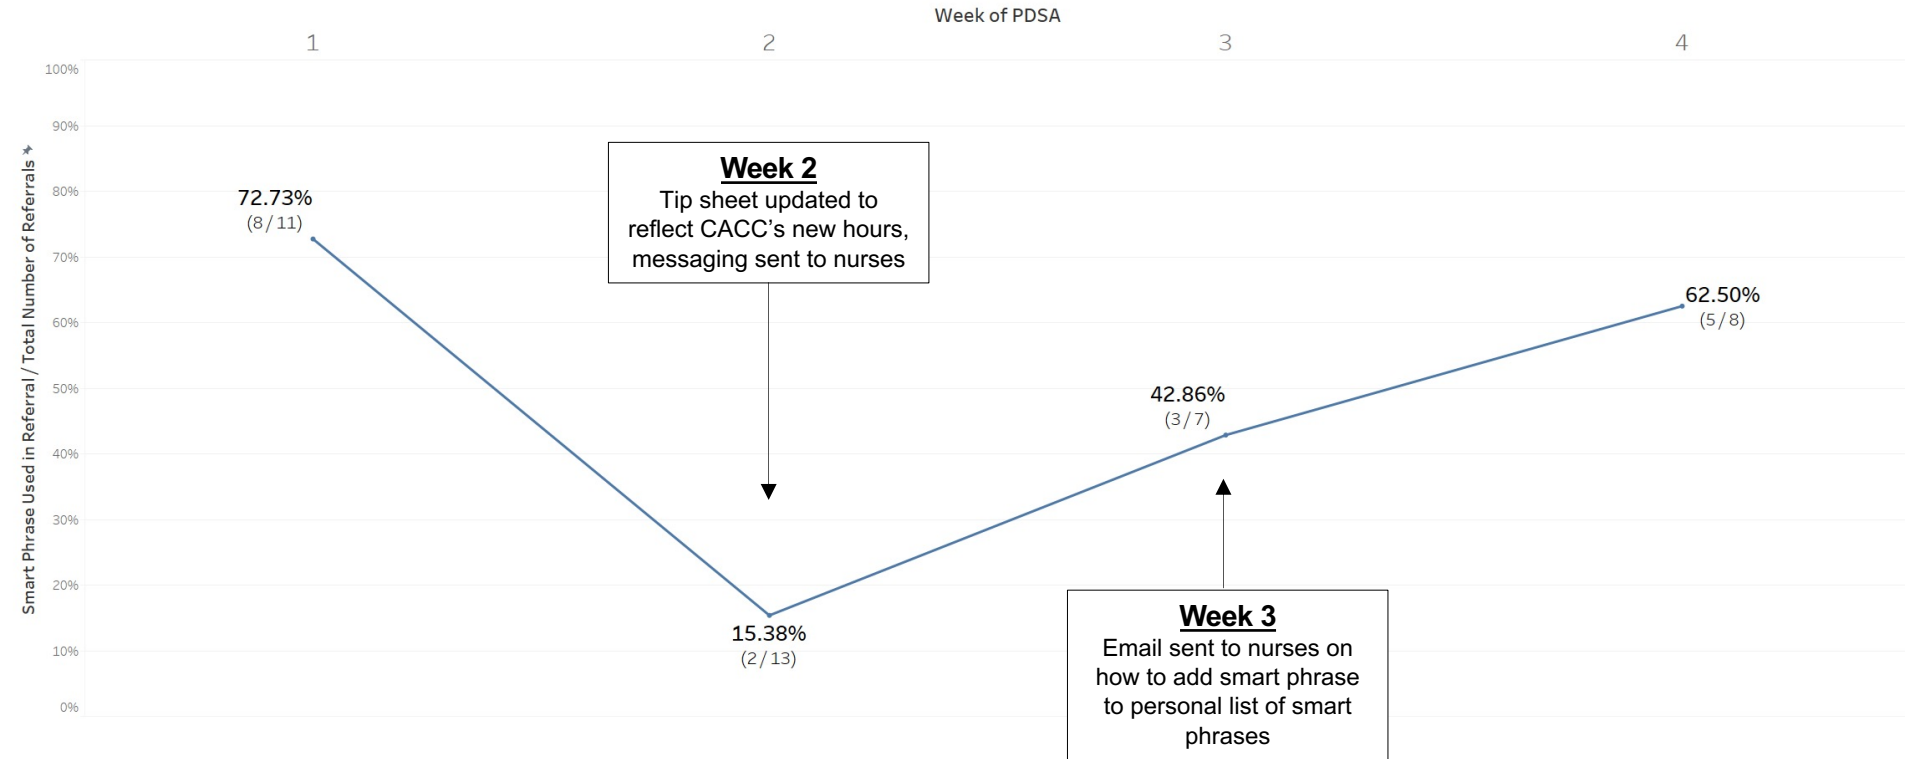 Week of PDSA
1
2
3
4
100%
90%
80%
70%
60%
50%
40%
30%
20%
10%
0%
Smart Phrase Used in Referral / Total Number of Referrals
72.73%
(8 / 11)
Week 2
Tip sheet updated to
reflect CACC’s new hours,
messaging sent to nurses
15.38%
(2 / 13)
42.86%
(3 / 7)
Week 3
Email sent to nurses on
how to add smart phrase
to personal list of smart
phrases
62.50%
(5 / 8)